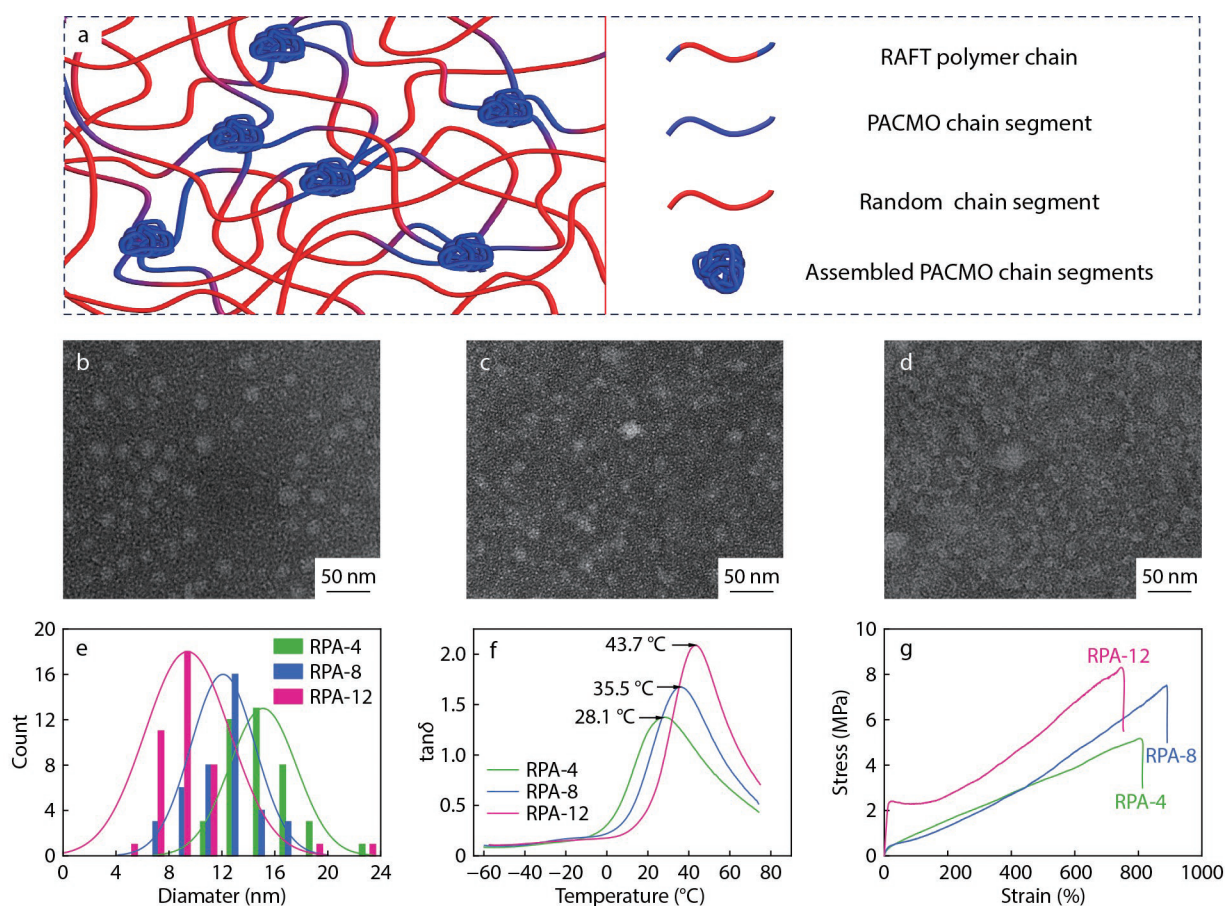 a
RAFT polymer chain
PACMO chain segment
Random chain segment
Assembled PACMO chain segments
b
50 nm
c
50 nm
d
50 nm
e
RPA-4
RPA-8
RPA-12
20
16
12
8
4
0
Count
0 4 8 12 16 20 24
Diamater (nm)
f
43.7 °C
35.5 °C
28.1 °C
RPA-4
RPA-8
RPA-12
2.0
1.5
1.0
0.5
0
tanδ
−60 −40 −20 0 20 40 60 80
Temperature (°C)
g
RPA-12
RPA-8
RPA-4
10
8
6
4
2
0
Stress (MPa)
0 200 400 600 800 1000
Strain (%)